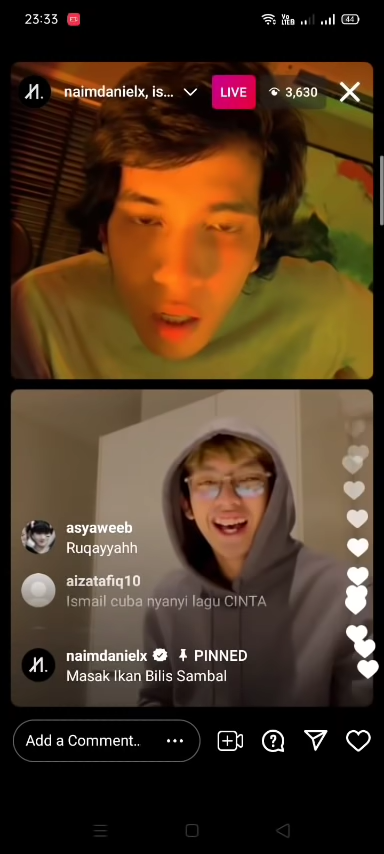 23:33
44
naimdanielx, is...
LIVE
3,630
asyaweeb
Ruqayyahh
aizatafiq10
Ismail cuba nyanyi lagu CINTA
naimdanielx PINNED
Masak Ikan Bilis Sambal
Add a Comment..